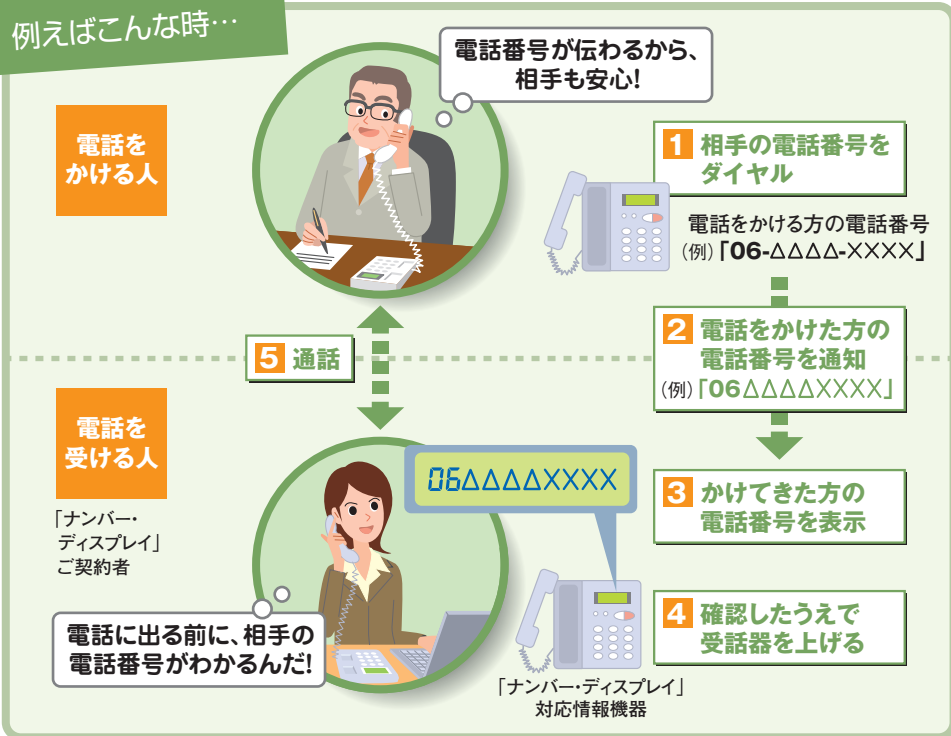 例えばこんな時…
電話番号が伝わるから、
相手も安心!
電話を
かける人
1 相手の電話番号を
ダイヤル
電話をかける方の電話番号
(例)「06-△△△△-××××」
2 電話をかけた方の
電話番号を通知
(例)「06△△△△××××」
5 通話
電話を
受ける人
「ナンバー・
ディスプレイ」
ご契約者
06△△△△××××
3 かけてきた方の
電話番号を表示
4 確認したうえで
受話器を上げる
電話に出る前に、相手の
電話番号がわかるんだ!
「ナンバー・ディスプレイ」
対応情報機器